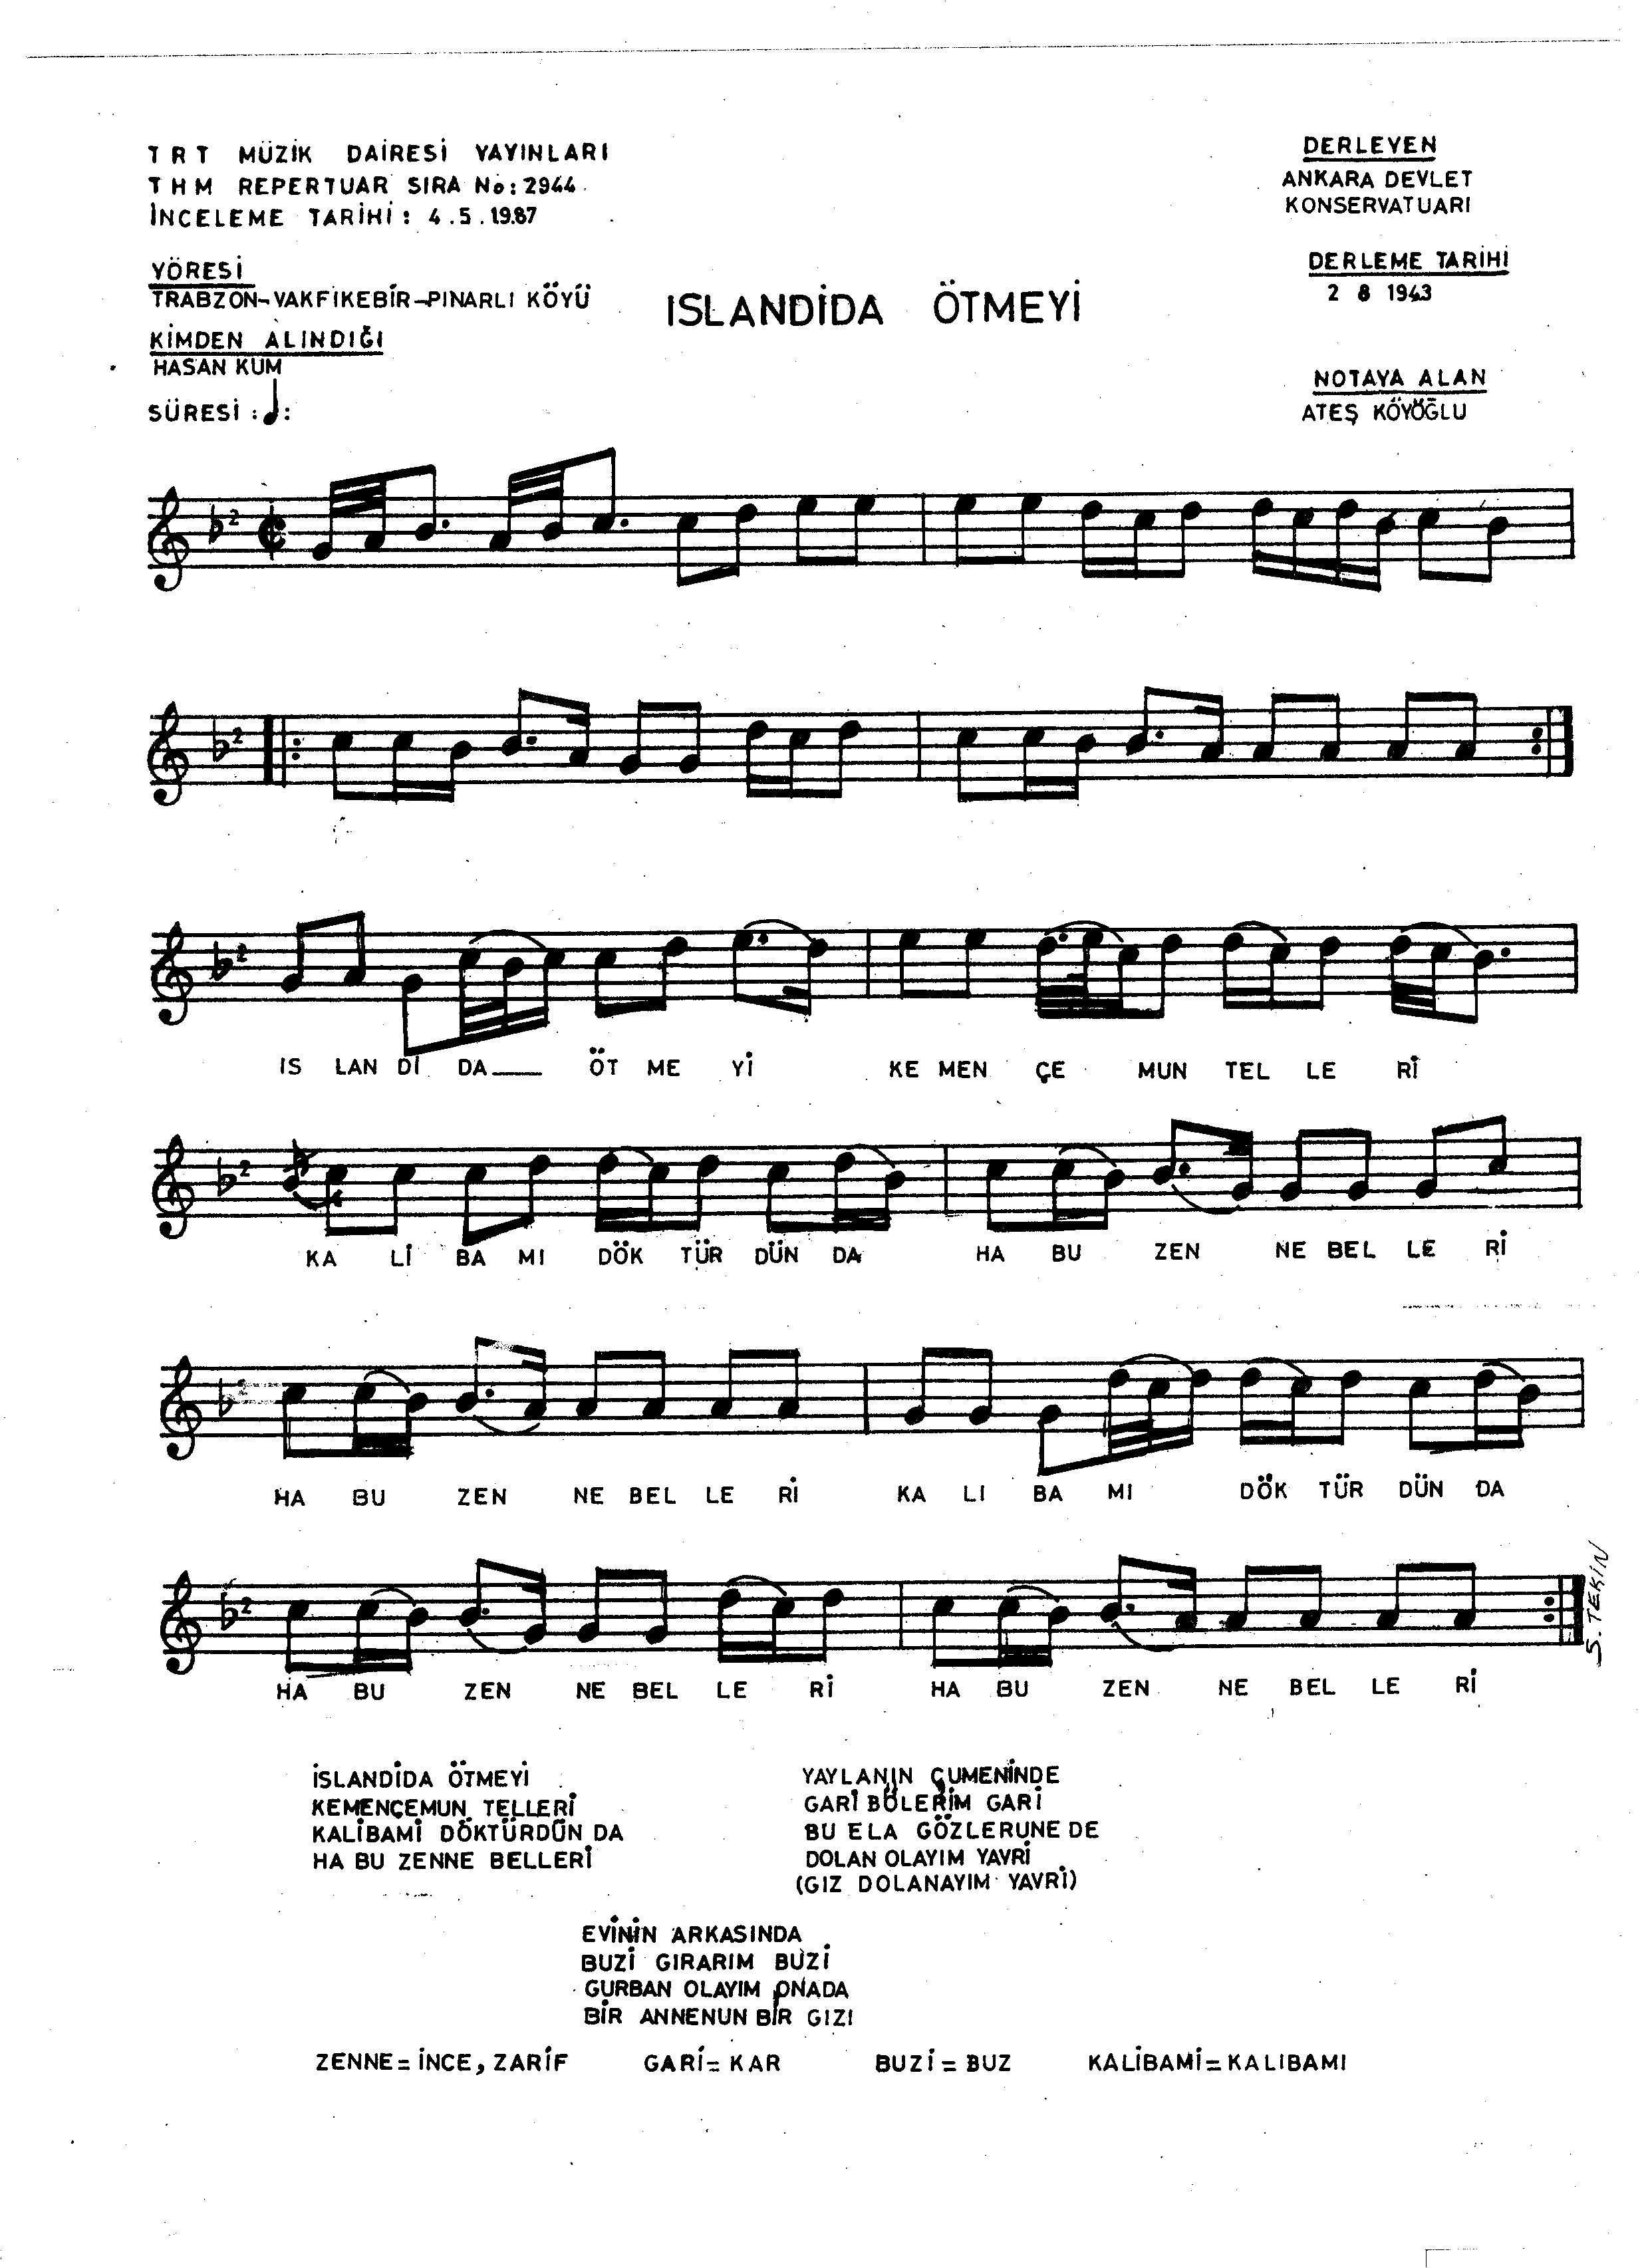 TRT MÜZİK DAİRESİ YAYINLARI
THM REPERTUAR SIRA No: 2944
İNCELEME TARİHİ: 4.5.1987
DERLEYEN
ANKARA DEVLET
KONSERVATUARI
YÖRESİ
TRABZON-VAKFIKEBİR-PINARLI KÖYÜ
KİMDEN ALINDIĞI
HASAN KUM
SÜRESİ :
ISLANDİDA ÖTMEYİ
DERLEME TARİHİ
2 8 1943
NOTAYA ALAN
ATEŞ KÖYÖĞLU
IS LAN DI DA ÖT ME Yİ KE MEN ÇE MUN TEL LE Rİ
KA Lİ BA MI DÖK TÜR DÜN DA HA BU ZEN NE BEL LE Rİ
HA BU ZEN NE BEL LE Rİ KA LI BA MI DÖK TÜR DÜN DA
HA BU ZEN NE BEL LE Rİ HA BU ZEN NE BEL LE Rİ
S. TEKİN
İSLANDİDA ÖTMEYİ
KEMENÇEMUN TELLERİ
KALİBAMİ DÖKTÜRDÜN DA
HA BU ZENNE BELLERİ
YAYLANIN ÇUMENİNDE
GARİ BÖLERİM GARİ
BU ELA GÖZLERUNE DE
DOLAN OLAYIM YAVRİ
(GIZ DOLANAYIM YAVRİ)
EVİNİN ARKASINDA
BUZİ GIRARIM BUZİ
GURBAN OLAYIM ONADA
BİR ANNENUN BİR GIZI
ZENNE= İNCE, ZARİF GARİ= KAR BUZİ= BUZ KALİBAMİ= KALIBAMI